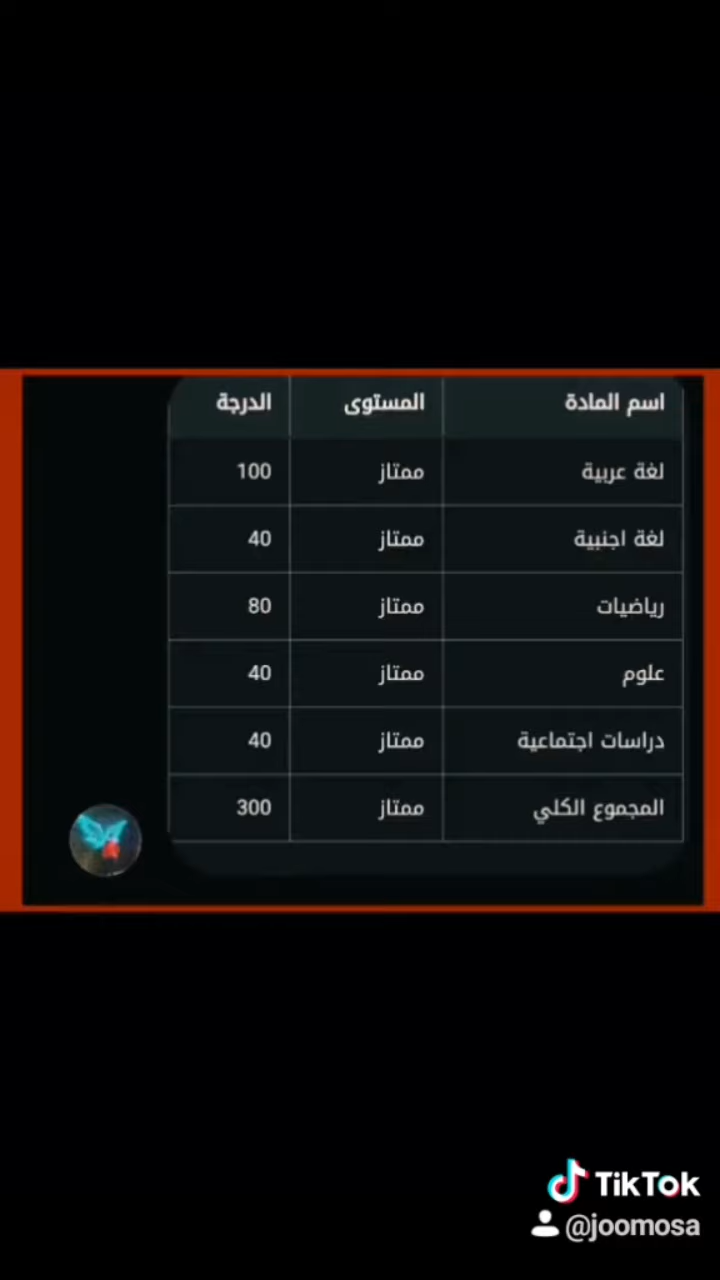 اسم المادة المستوى الدرجة
لغة عربية ممتاز 100
لغة اجنبية ممتاز 40
رياضيات ممتاز 80
علوم ممتاز 40
دراسات اجتماعية ممتاز 40
المجموع الكلي ممتاز 300
TikTok
@joomosa